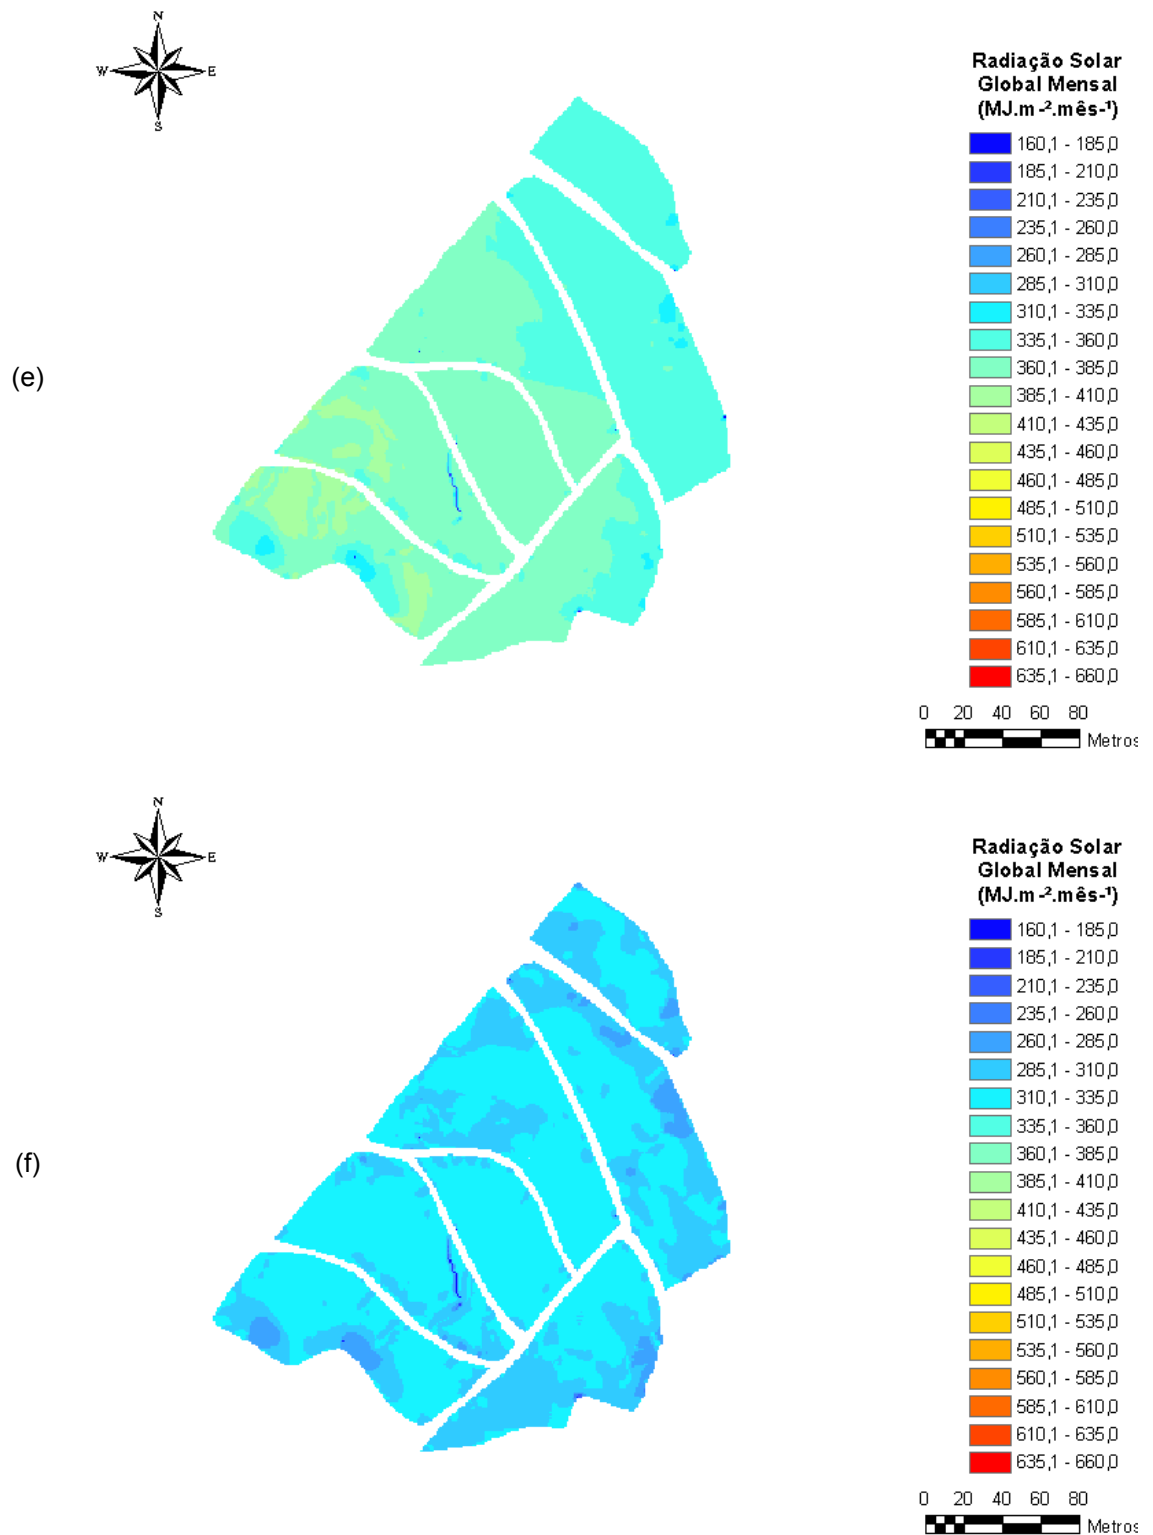 N
W E
S
Radiação Solar
Global Mensal
(MJ.m-².mês-¹)
160,1 - 185,0
185,1 - 210,0
210,1 - 235,0
235,1 - 260,0
260,1 - 285,0
285,1 - 310,0
310,1 - 335,0
335,1 - 360,0
360,1 - 385,0
385,1 - 410,0
410,1 - 435,0
435,1 - 460,0
460,1 - 485,0
485,1 - 510,0
510,1 - 535,0
535,1 - 560,0
560,1 - 585,0
585,1 - 610,0
610,1 - 635,0
635,1 - 660,0
(e)
0 20 40 60 80
Metros
N
W E
S
Radiação Solar
Global Mensal
(MJ.m-².mês-¹)
160,1 - 185,0
185,1 - 210,0
210,1 - 235,0
235,1 - 260,0
260,1 - 285,0
285,1 - 310,0
310,1 - 335,0
335,1 - 360,0
360,1 - 385,0
385,1 - 410,0
410,1 - 435,0
435,1 - 460,0
460,1 - 485,0
485,1 - 510,0
510,1 - 535,0
535,1 - 560,0
560,1 - 585,0
585,1 - 610,0
610,1 - 635,0
635,1 - 660,0
(f)
0 20 40 60 80
Metros